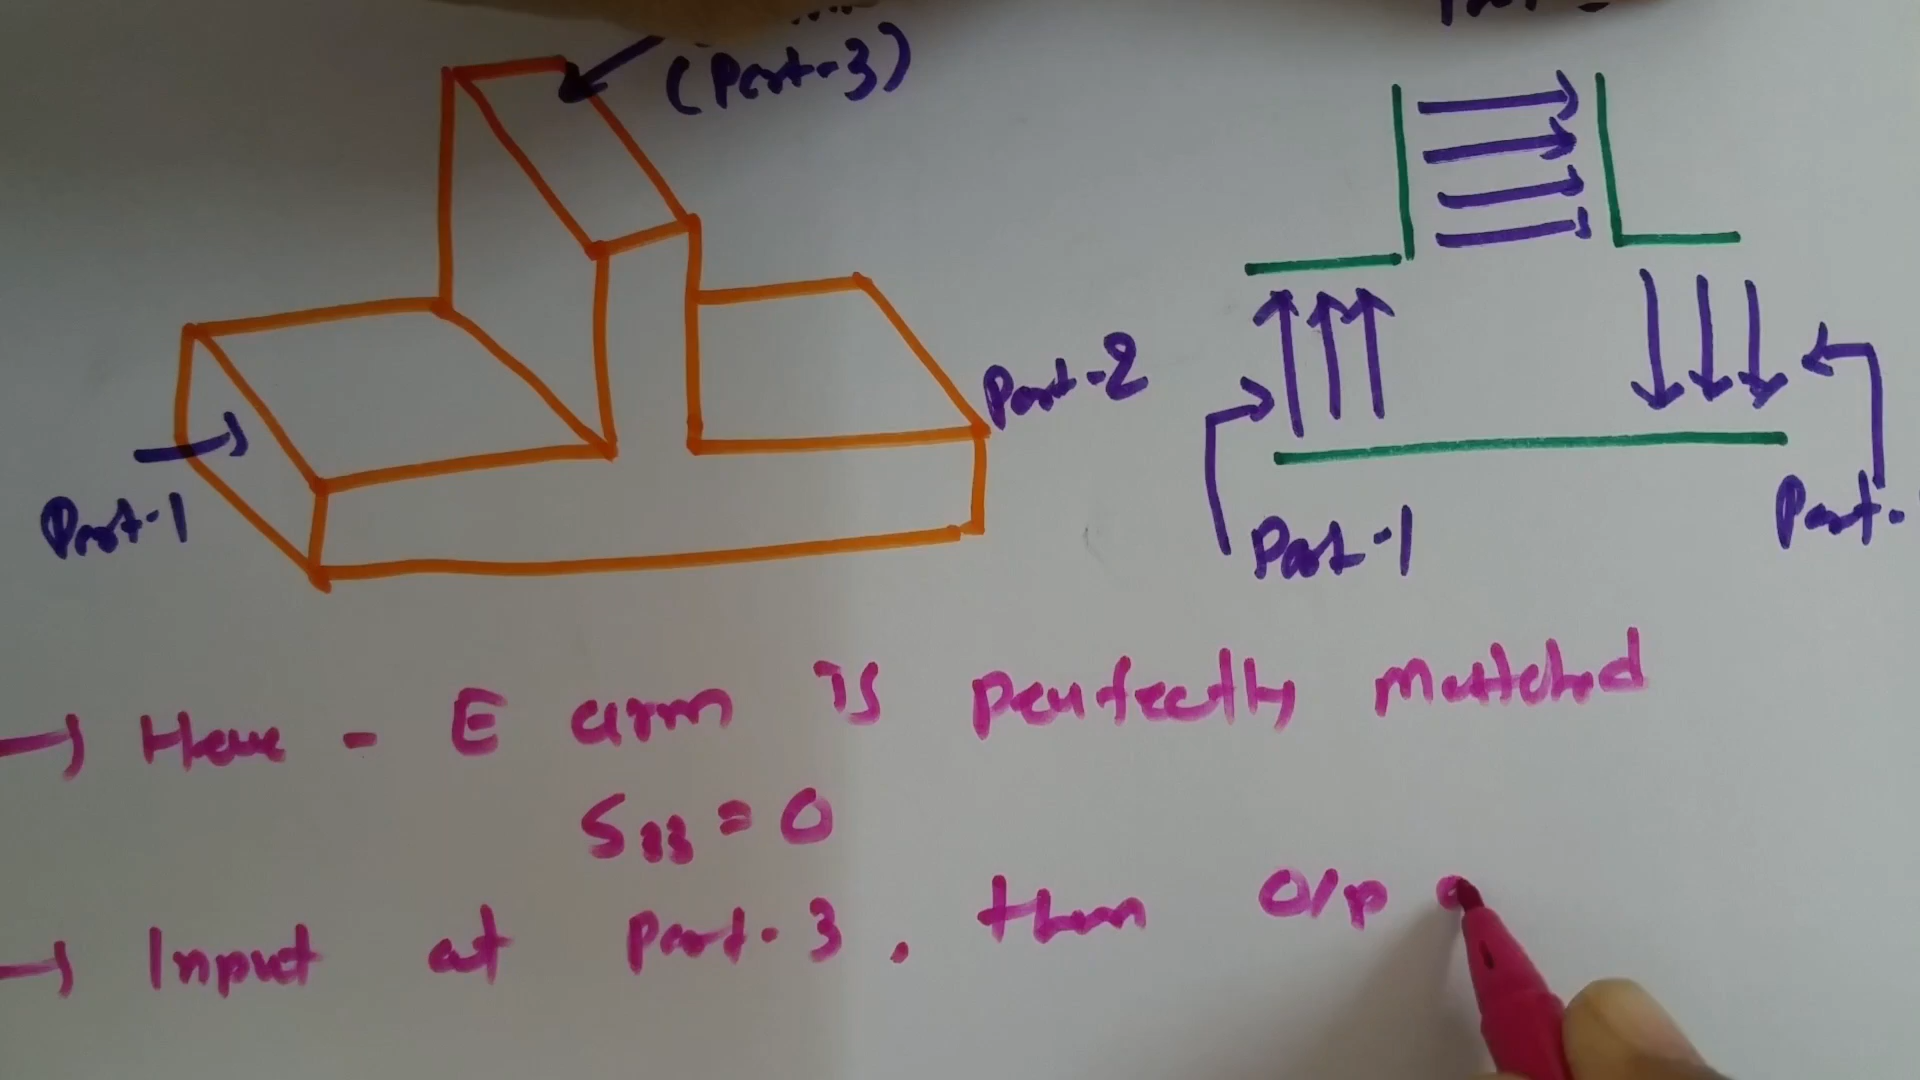 (Port-3)
Port-2
Port-1
Port-1
Port-
→ Here - E arm is perfectly matched
S33 = 0
→ Input at port-3, then O/p